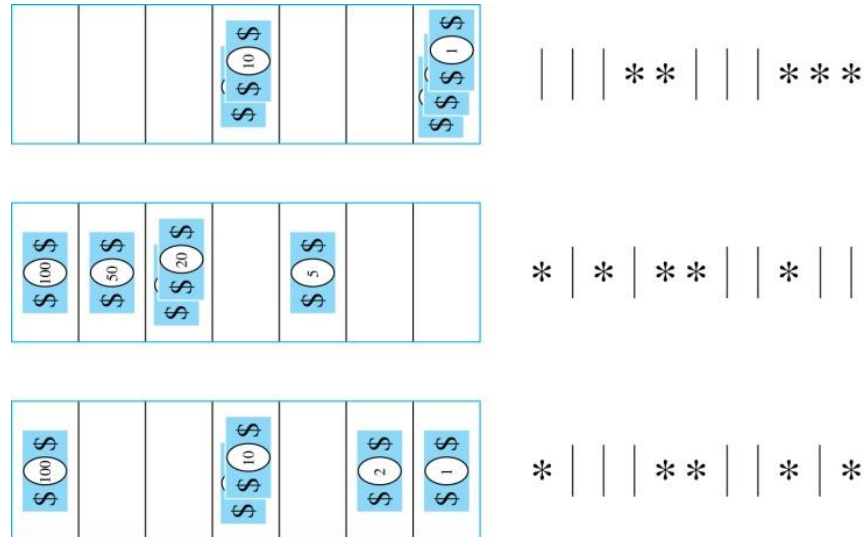 $ 10 $
$
$ 1 $
$
$
| | | * * | | | * * *
$ 100 $
$ 50 $
$ 20 $
$
$ 5 $
* | * | * * | | * | |
$ 100 $
$ 10 $
$
$ 2 $
$ 1 $
* | | | * * | | * | *